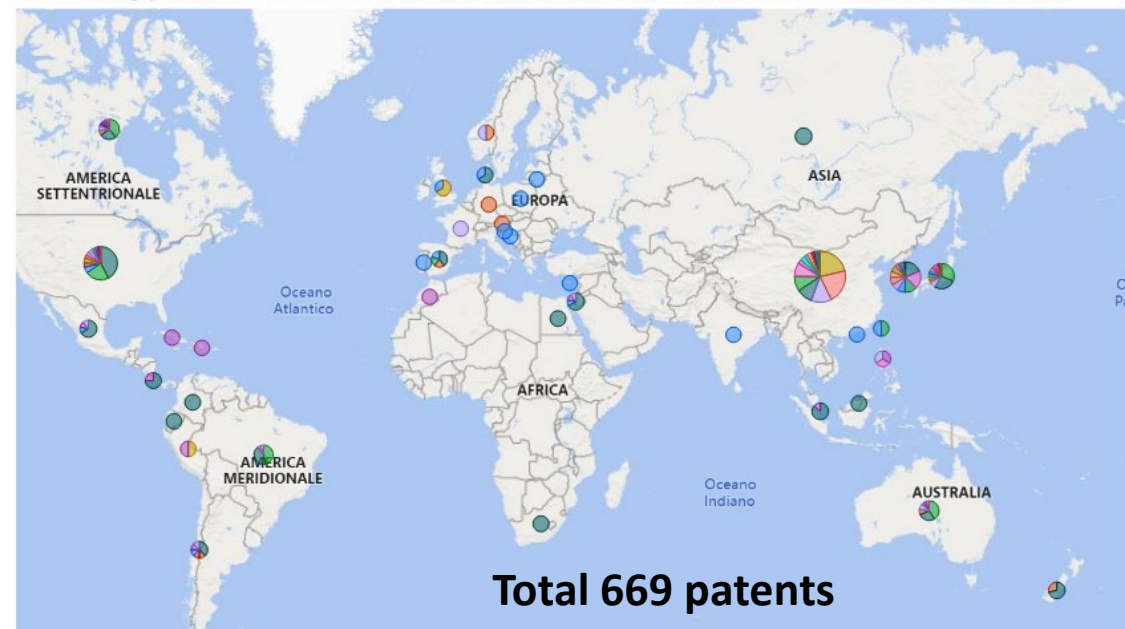 AMERICA
SETTENTRIONALE
ASIA
EUROPA
Oceano
Atlantico
AFRICA
AMERICA
MERIDIONALE
Oceano
Indiano
AUSTRALIA
Total 669 patents